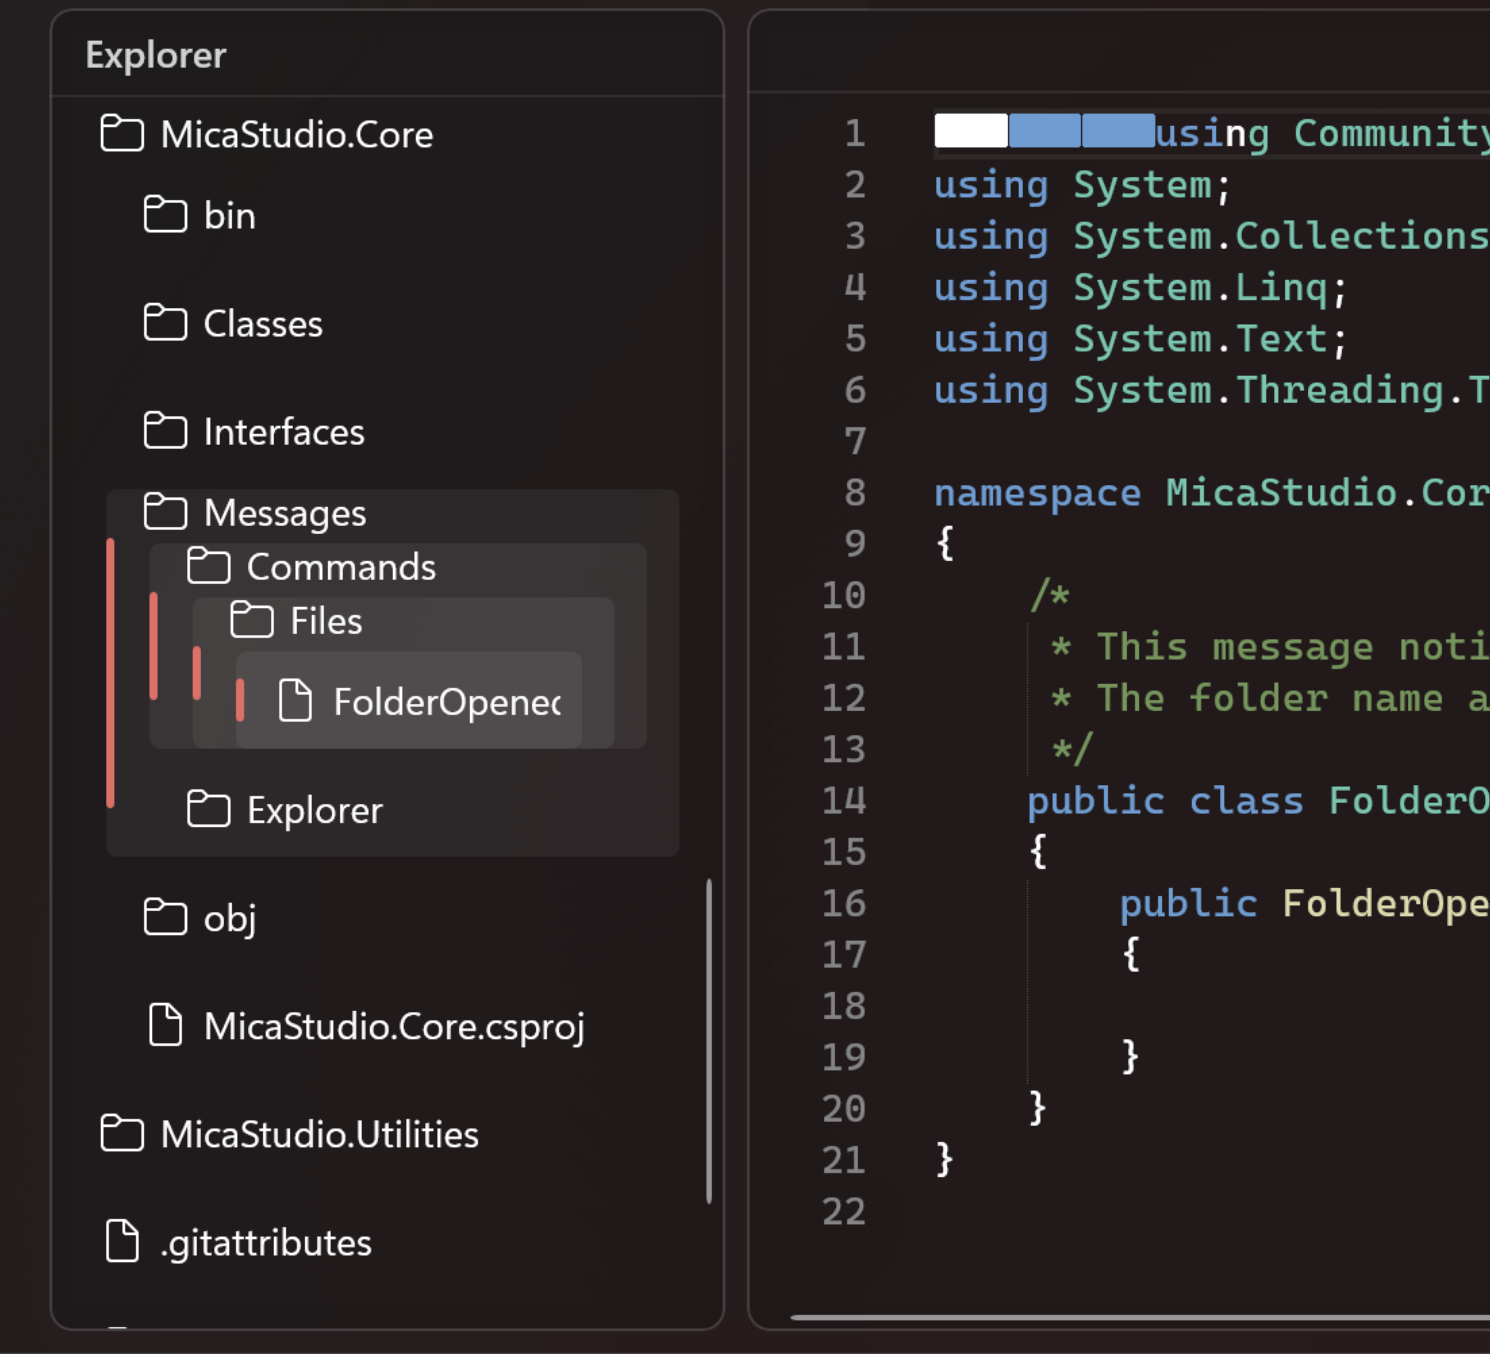 Explorer
MicaStudio.Core
bin
Classes
Interfaces
Messages
Commands
Files
FolderOpened
Explorer
obj
MicaStudio.Core.csproj
MicaStudio.Utilities
.gitattributes
1 using Community
2 using System;
3 using System.Collections
4 using System.Linq;
5 using System.Text;
6 using System.Threading.T
7
8 namespace MicaStudio.Cor
9 {
10 /*
11 * This message noti
12 * The folder name a
13 */
14 public class FolderO
15 {
16 public FolderOpe
17 {
18
19 }
20 }
21 }
22